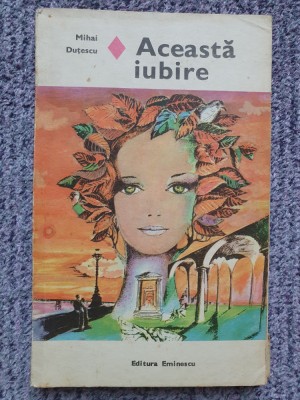 Mihai
Duțescu
Această
iubire
Editura Eminescu